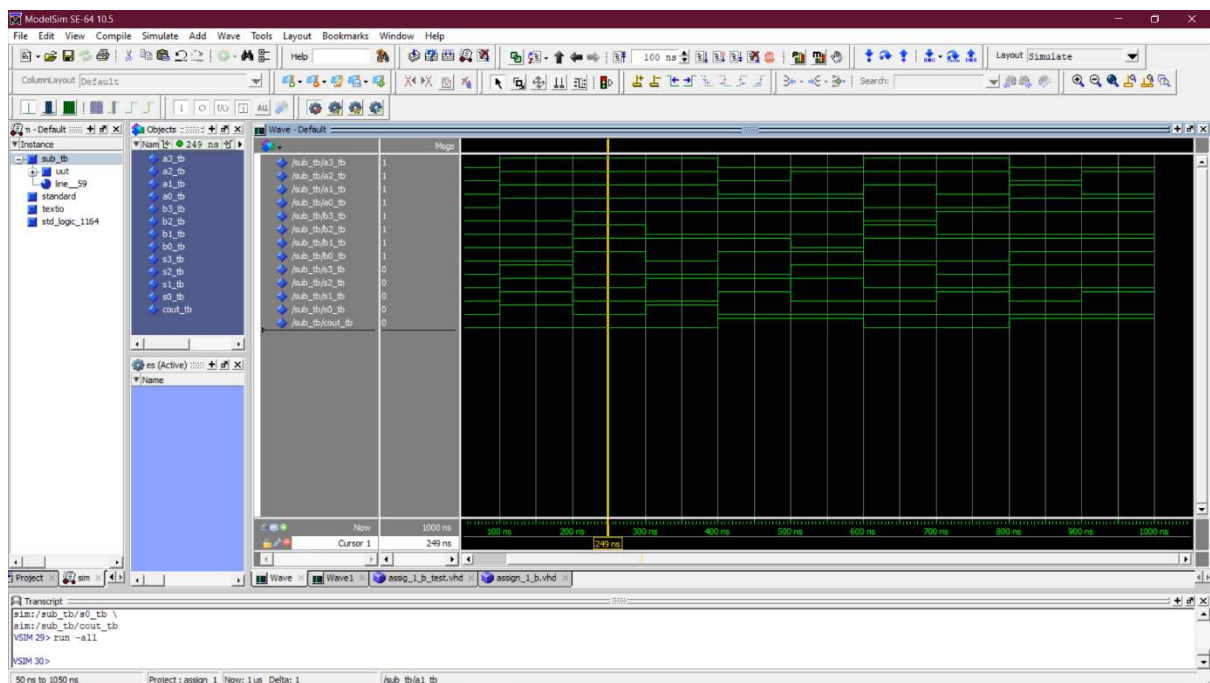 ModelSim SE-64 10.5
File Edit View Compile Simulate Add Wave Tools Layout Bookmarks Window Help
Help
100 ns
Layout Simulate
ColumnLayout Default
Search:
Wave - Default
Instance
sub_tb
uut
line__59
standard
textio
std_logic_1164
Objects
249 ns
a3_tb
a2_tb
a1_tb
a0_tb
b3_tb
b2_tb
b1_tb
b0_tb
s3_tb
s2_tb
s1_tb
s0_tb
cout_tb
es (Active)
Name
Msgs
/sub_tb/a3_tb 1
/sub_tb/a2_tb 1
/sub_tb/a1_tb 1
/sub_tb/a0_tb 1
/sub_tb/b3_tb 1
/sub_tb/b2_tb 1
/sub_tb/b1_tb 1
/sub_tb/b0_tb 1
/sub_tb/s3_tb 0
/sub_tb/s2_tb 0
/sub_tb/s1_tb 0
/sub_tb/s0_tb 0
/sub_tb/cout_tb 0
Now 1000 ns
Cursor 1 249 ns
100 ns 200 ns 300 ns 400 ns 500 ns 600 ns 700 ns 800 ns 900 ns 1000 ns
249 ns
Project sim
Wave Wave1 assig_1_b_test.vhd assign_1_b.vhd
Transcript
sim:/sub_tb/s0_tb \
sim:/sub_tb/cout_tb
VSIM 29> run -all
VSIM 30>
50 ns to 1050 ns Project : assign_1 Now: 1 us Delta: 1 /sub_tb/a1_tb